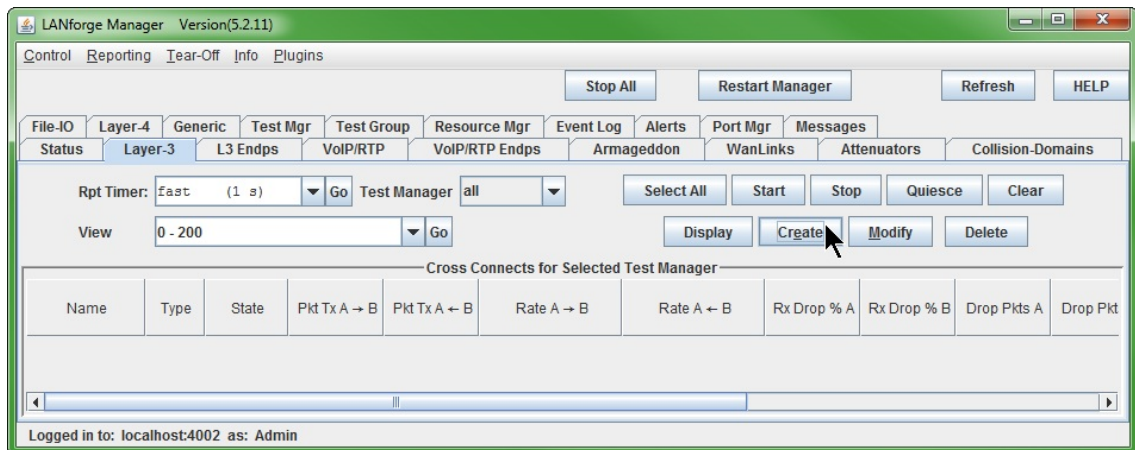 LANforge Manager Version(5.2.11)
Control Reporting Tear-Off Info Plugins
Stop All Restart Manager Refresh HELP
File-IO Layer-4 Generic Test Mgr Test Group Resource Mgr Event Log Alerts Port Mgr Messages
Status Layer-3 L3 Endps VoIP/RTP VoIP/RTP Endps Armageddon WanLinks Attenuators Collision-Domains
Rpt Timer: fast (1 s) Go Test Manager all Select All Start Stop Quiesce Clear
View 0 - 200 Go Display Create Modify Delete
Cross Connects for Selected Test Manager
Name Type State Pkt Tx A → B Pkt Tx A ← B Rate A → B Rate A ← B Rx Drop % A Rx Drop % B Drop Pkts A Drop Pkt
Logged in to: localhost:4002 as: Admin